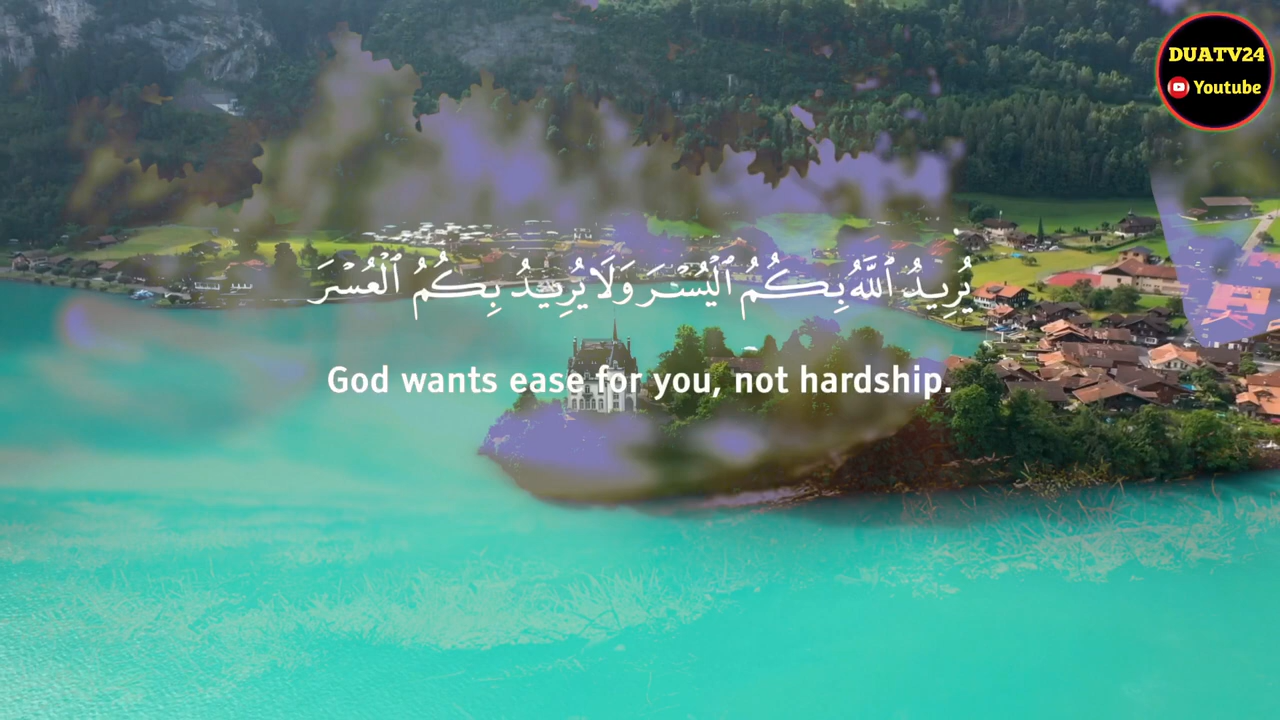 DUATV24
Youtube
يُرِيدُ ٱللَّهُ بِكُمُ ٱلْيُسْرَ وَلَا يُرِيدُ بِكُمُ ٱلْعُسْرَ
God wants ease for you, not hardship.